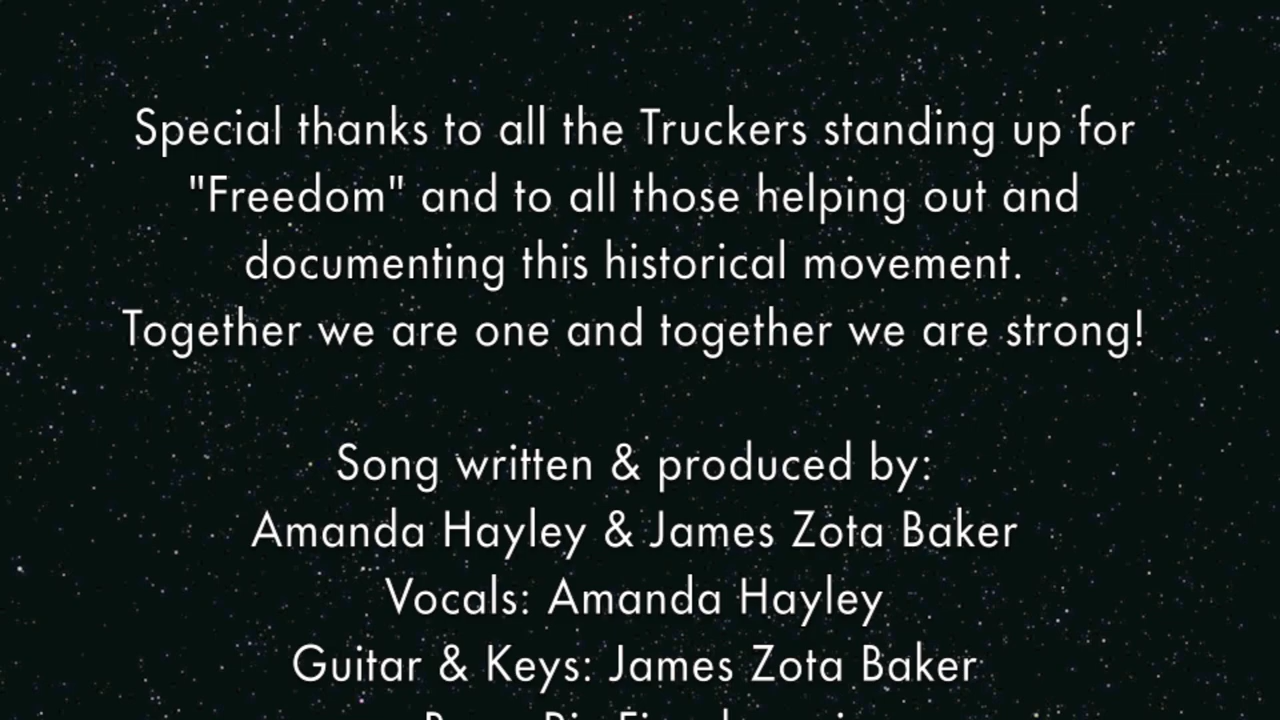 Special thanks to all the Truckers standing up for
"Freedom" and to all those helping out and
documenting this historical movement.
Together we are one and together we are strong!
Song written & produced by:
Amanda Hayley & James Zota Baker
Vocals: Amanda Hayley
Guitar & Keys: James Zota Baker